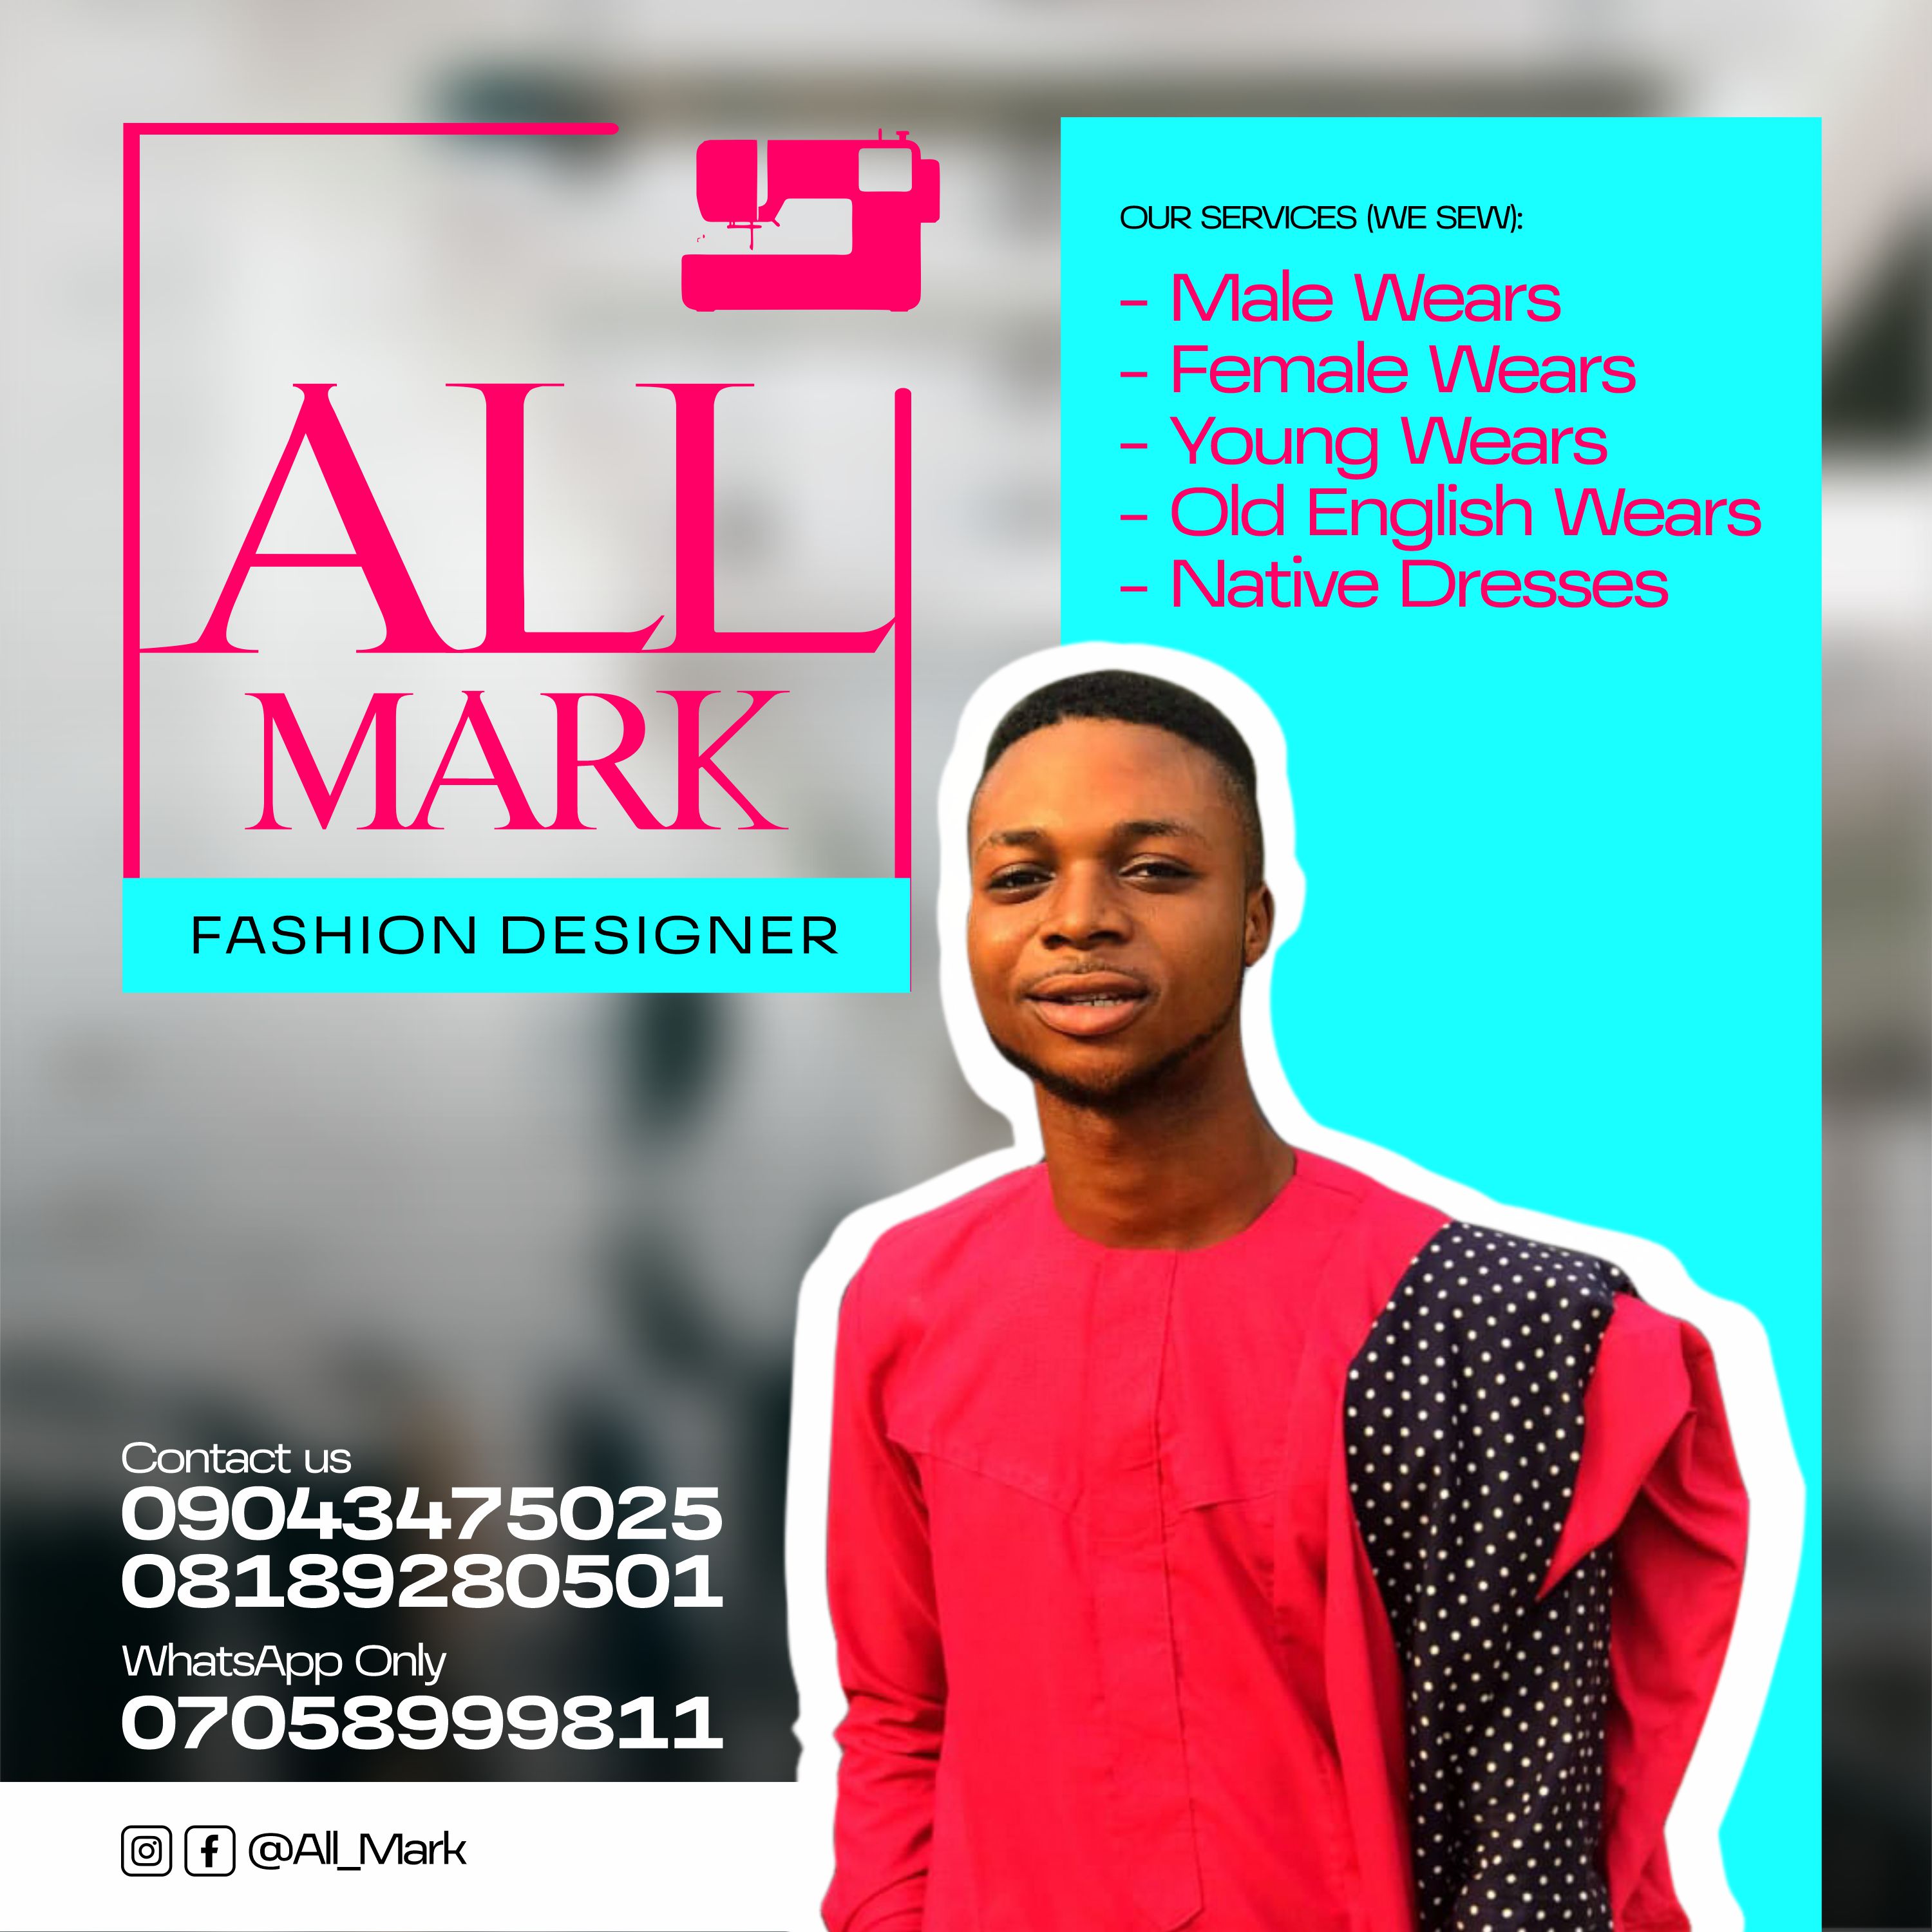 ALL
MARK
FASHION DESIGNER
OUR SERVICES (WE SEW):
- Male Wears
- Female Wears
- Young Wears
- Old English Wears
- Native Dresses
Contact us
09043475025
08189280501
WhatsApp Only
07058999811
@All_Mark